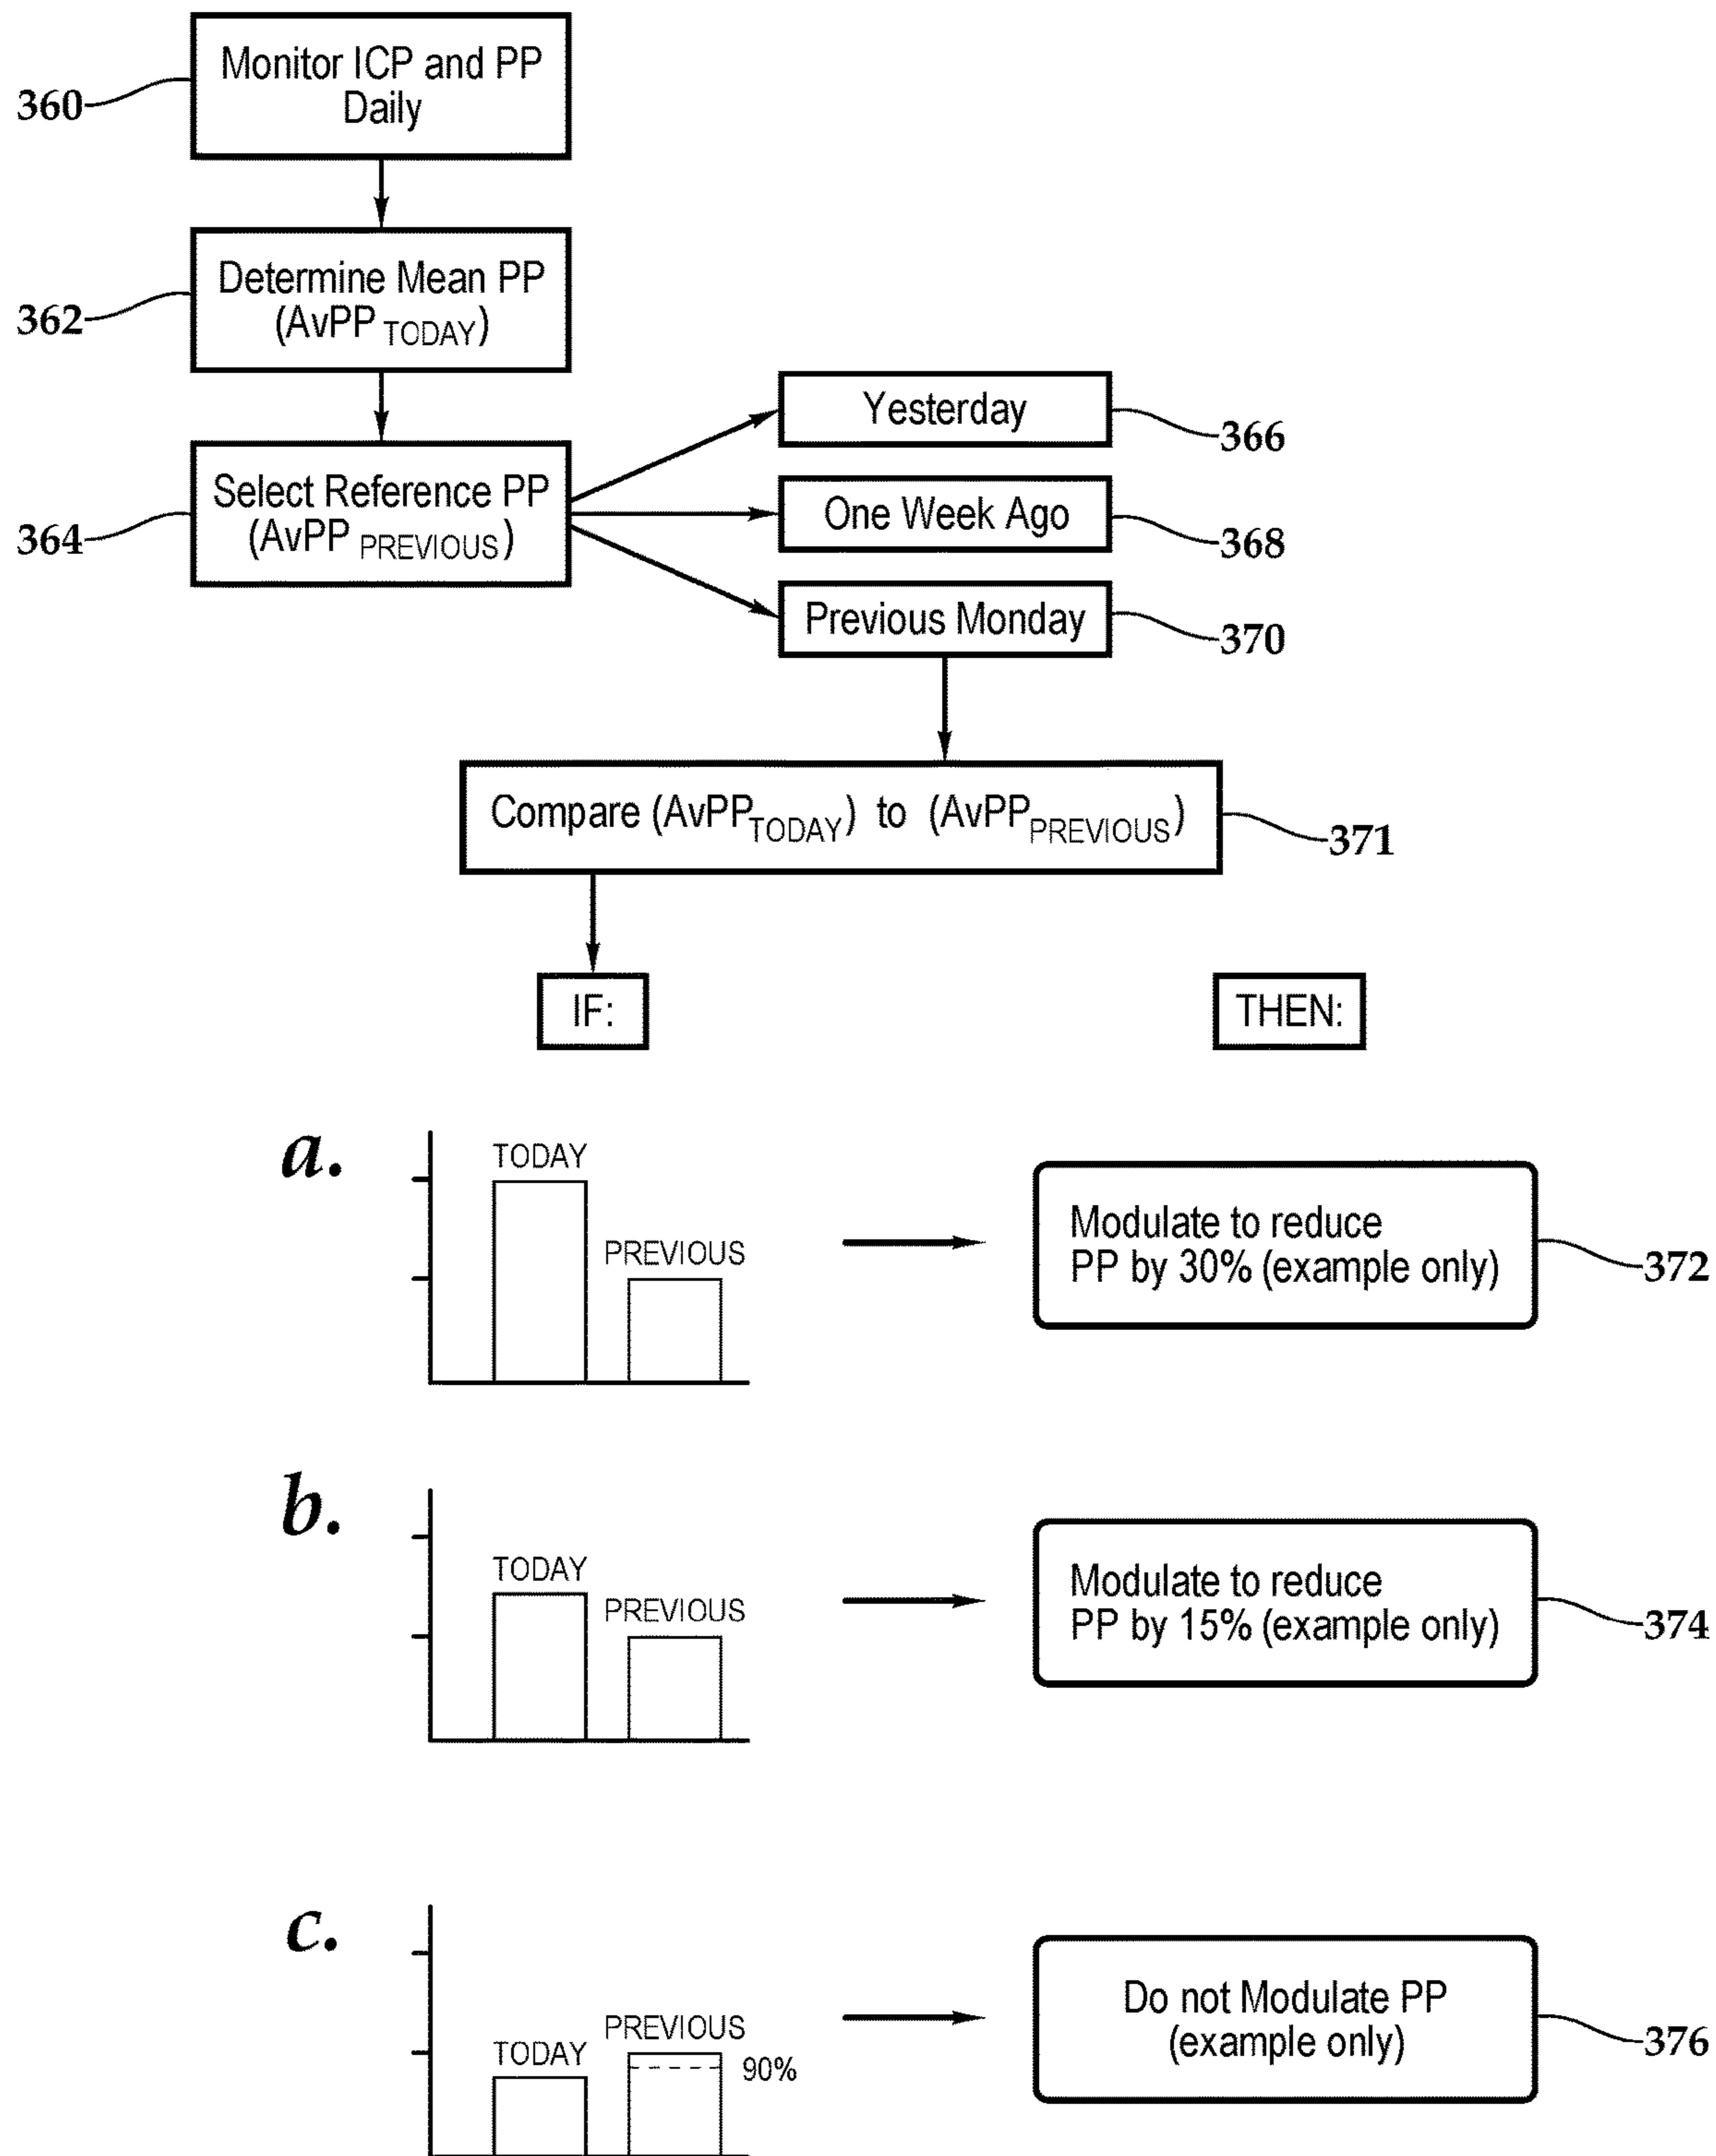 Monitor ICP and PP
Daily
360
Determine Mean PP
(AvPP TODAY)
362
Select Reference PP
(AvPP PREVIOUS)
364
Yesterday
366
One Week Ago
368
Previous Monday
370
Compare (AvPPTODAY) to (AvPPPREVIOUS)
371
IF:
THEN:
a.
TODAY
PREVIOUS
Modulate to reduce
PP by 30% (example only)
372
b.
TODAY
PREVIOUS
Modulate to reduce
PP by 15% (example only)
374
c.
TODAY
PREVIOUS
90%
Do not Modulate PP
(example only)
376